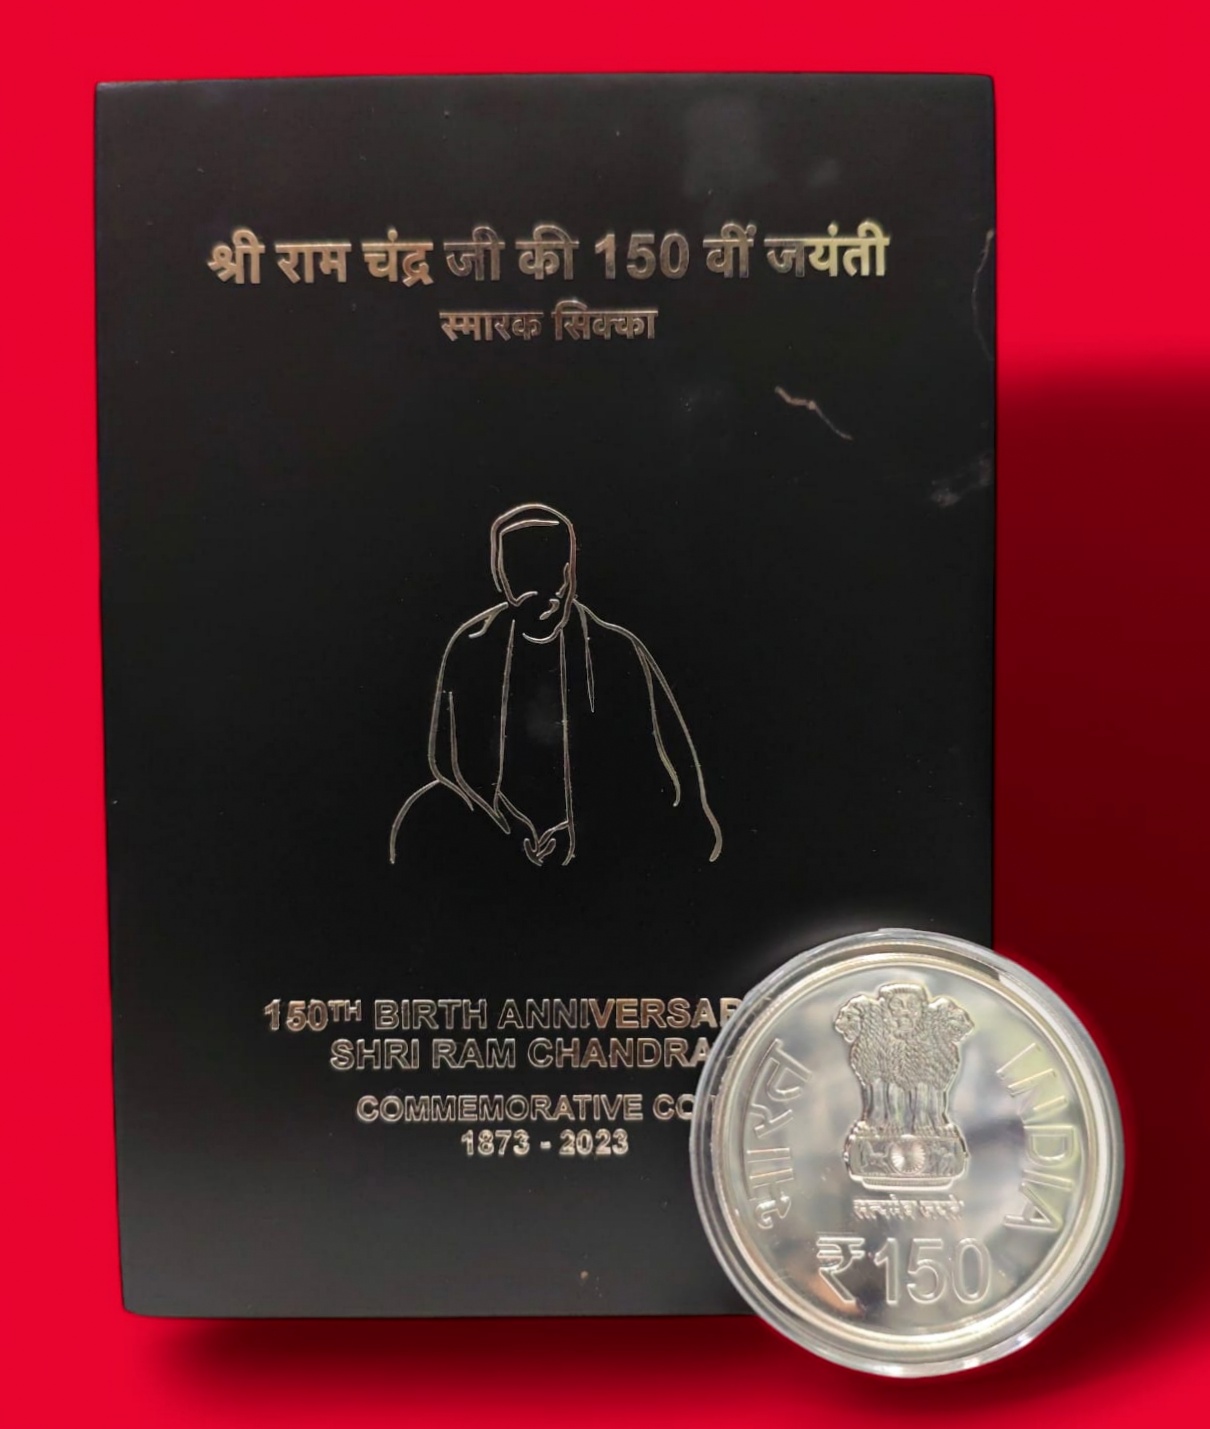 श्री राम चंद्र जी की 150 वीं जयंती
स्मारक सिक्का
150TH BIRTH ANNIVERSAR
SHRI RAM CHANDRA
COMMEMORATIVE CO
1873 - 2023
भारत
INDIA
सत्यमेव जयते
₹150